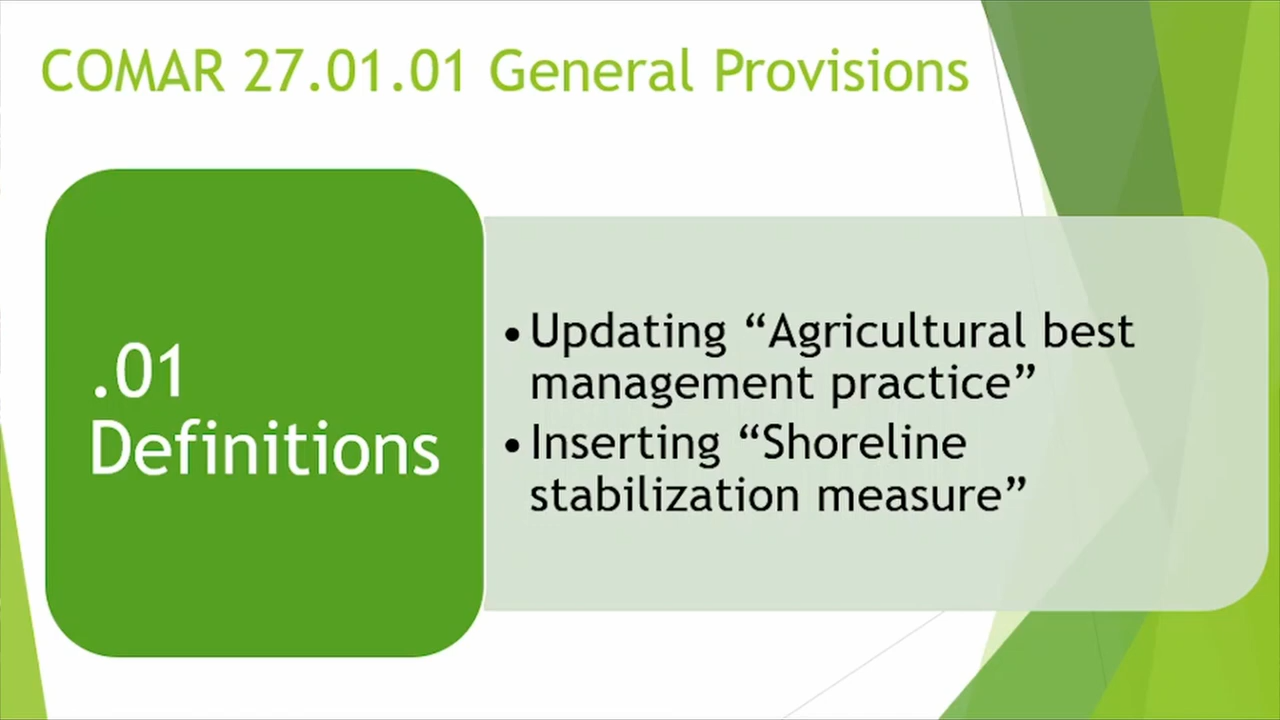 COMAR 27.01.01 General Provisions
.01
Definitions
• Updating “Agricultural best
management practice”
• Inserting “Shoreline
stabilization measure”